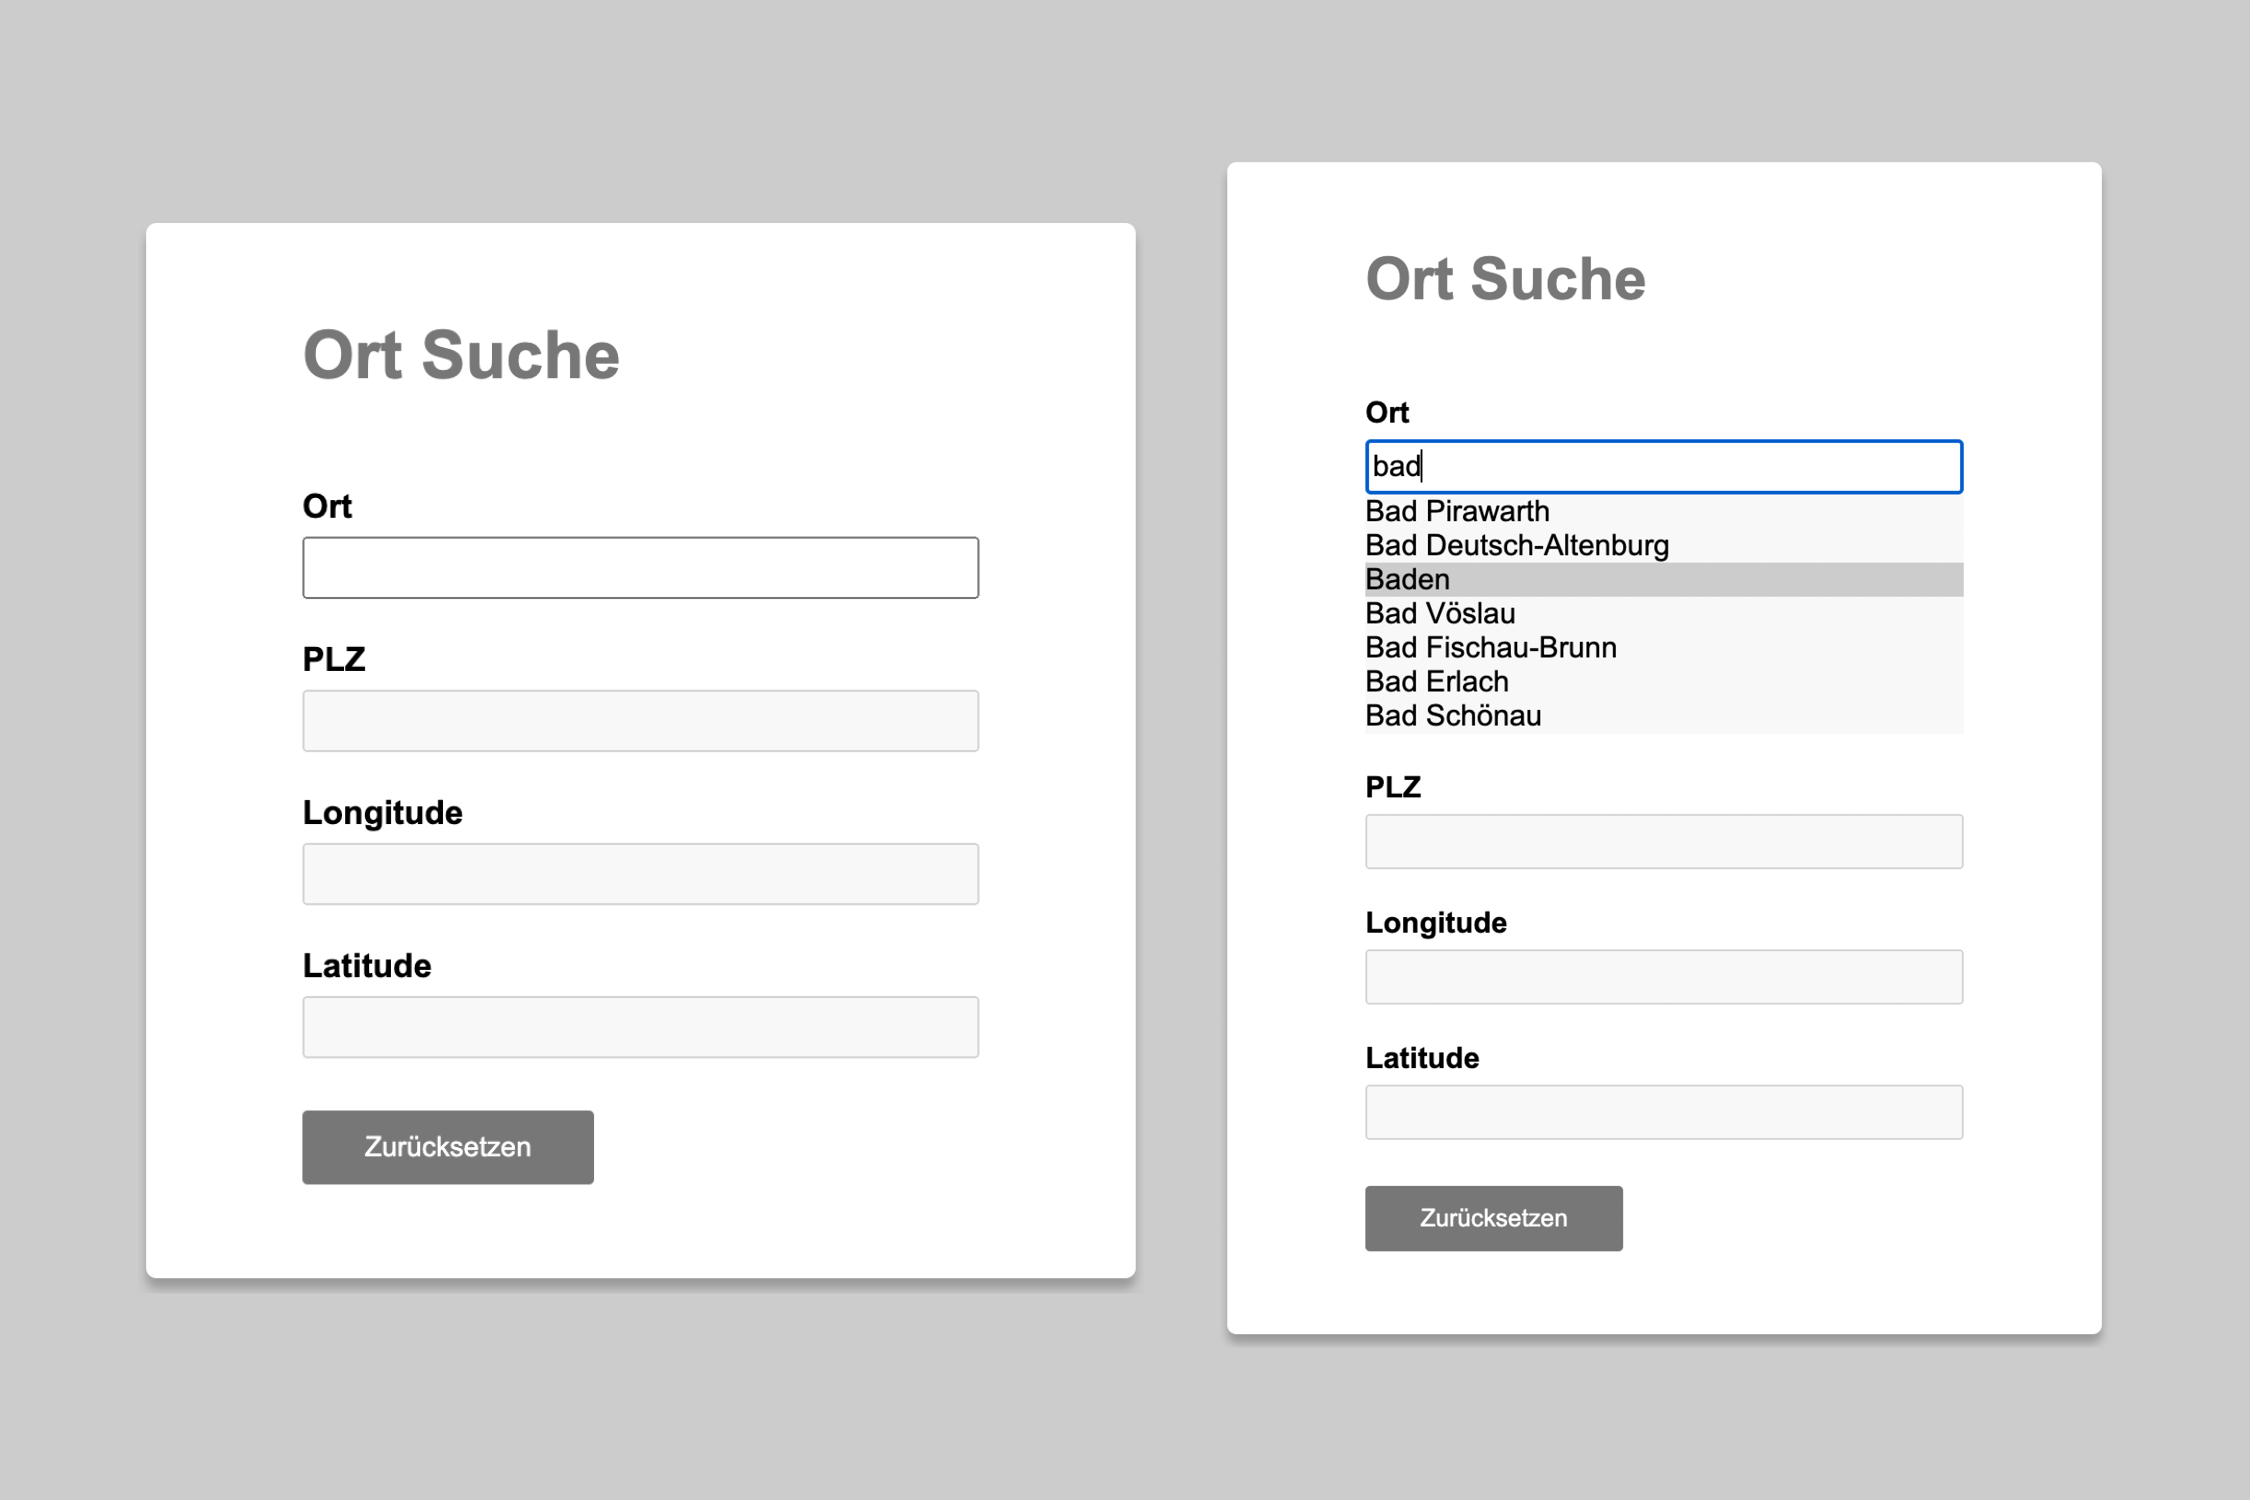 Ort Suche
Ort
PLZ
Longitude
Latitude
Zurücksetzen
Ort Suche
Ort
bad
Bad Pirawarth
Bad Deutsch-Altenburg
Baden
Bad Vöslau
Bad Fischau-Brunn
Bad Erlach
Bad Schönau
PLZ
Longitude
Latitude
Zurücksetzen